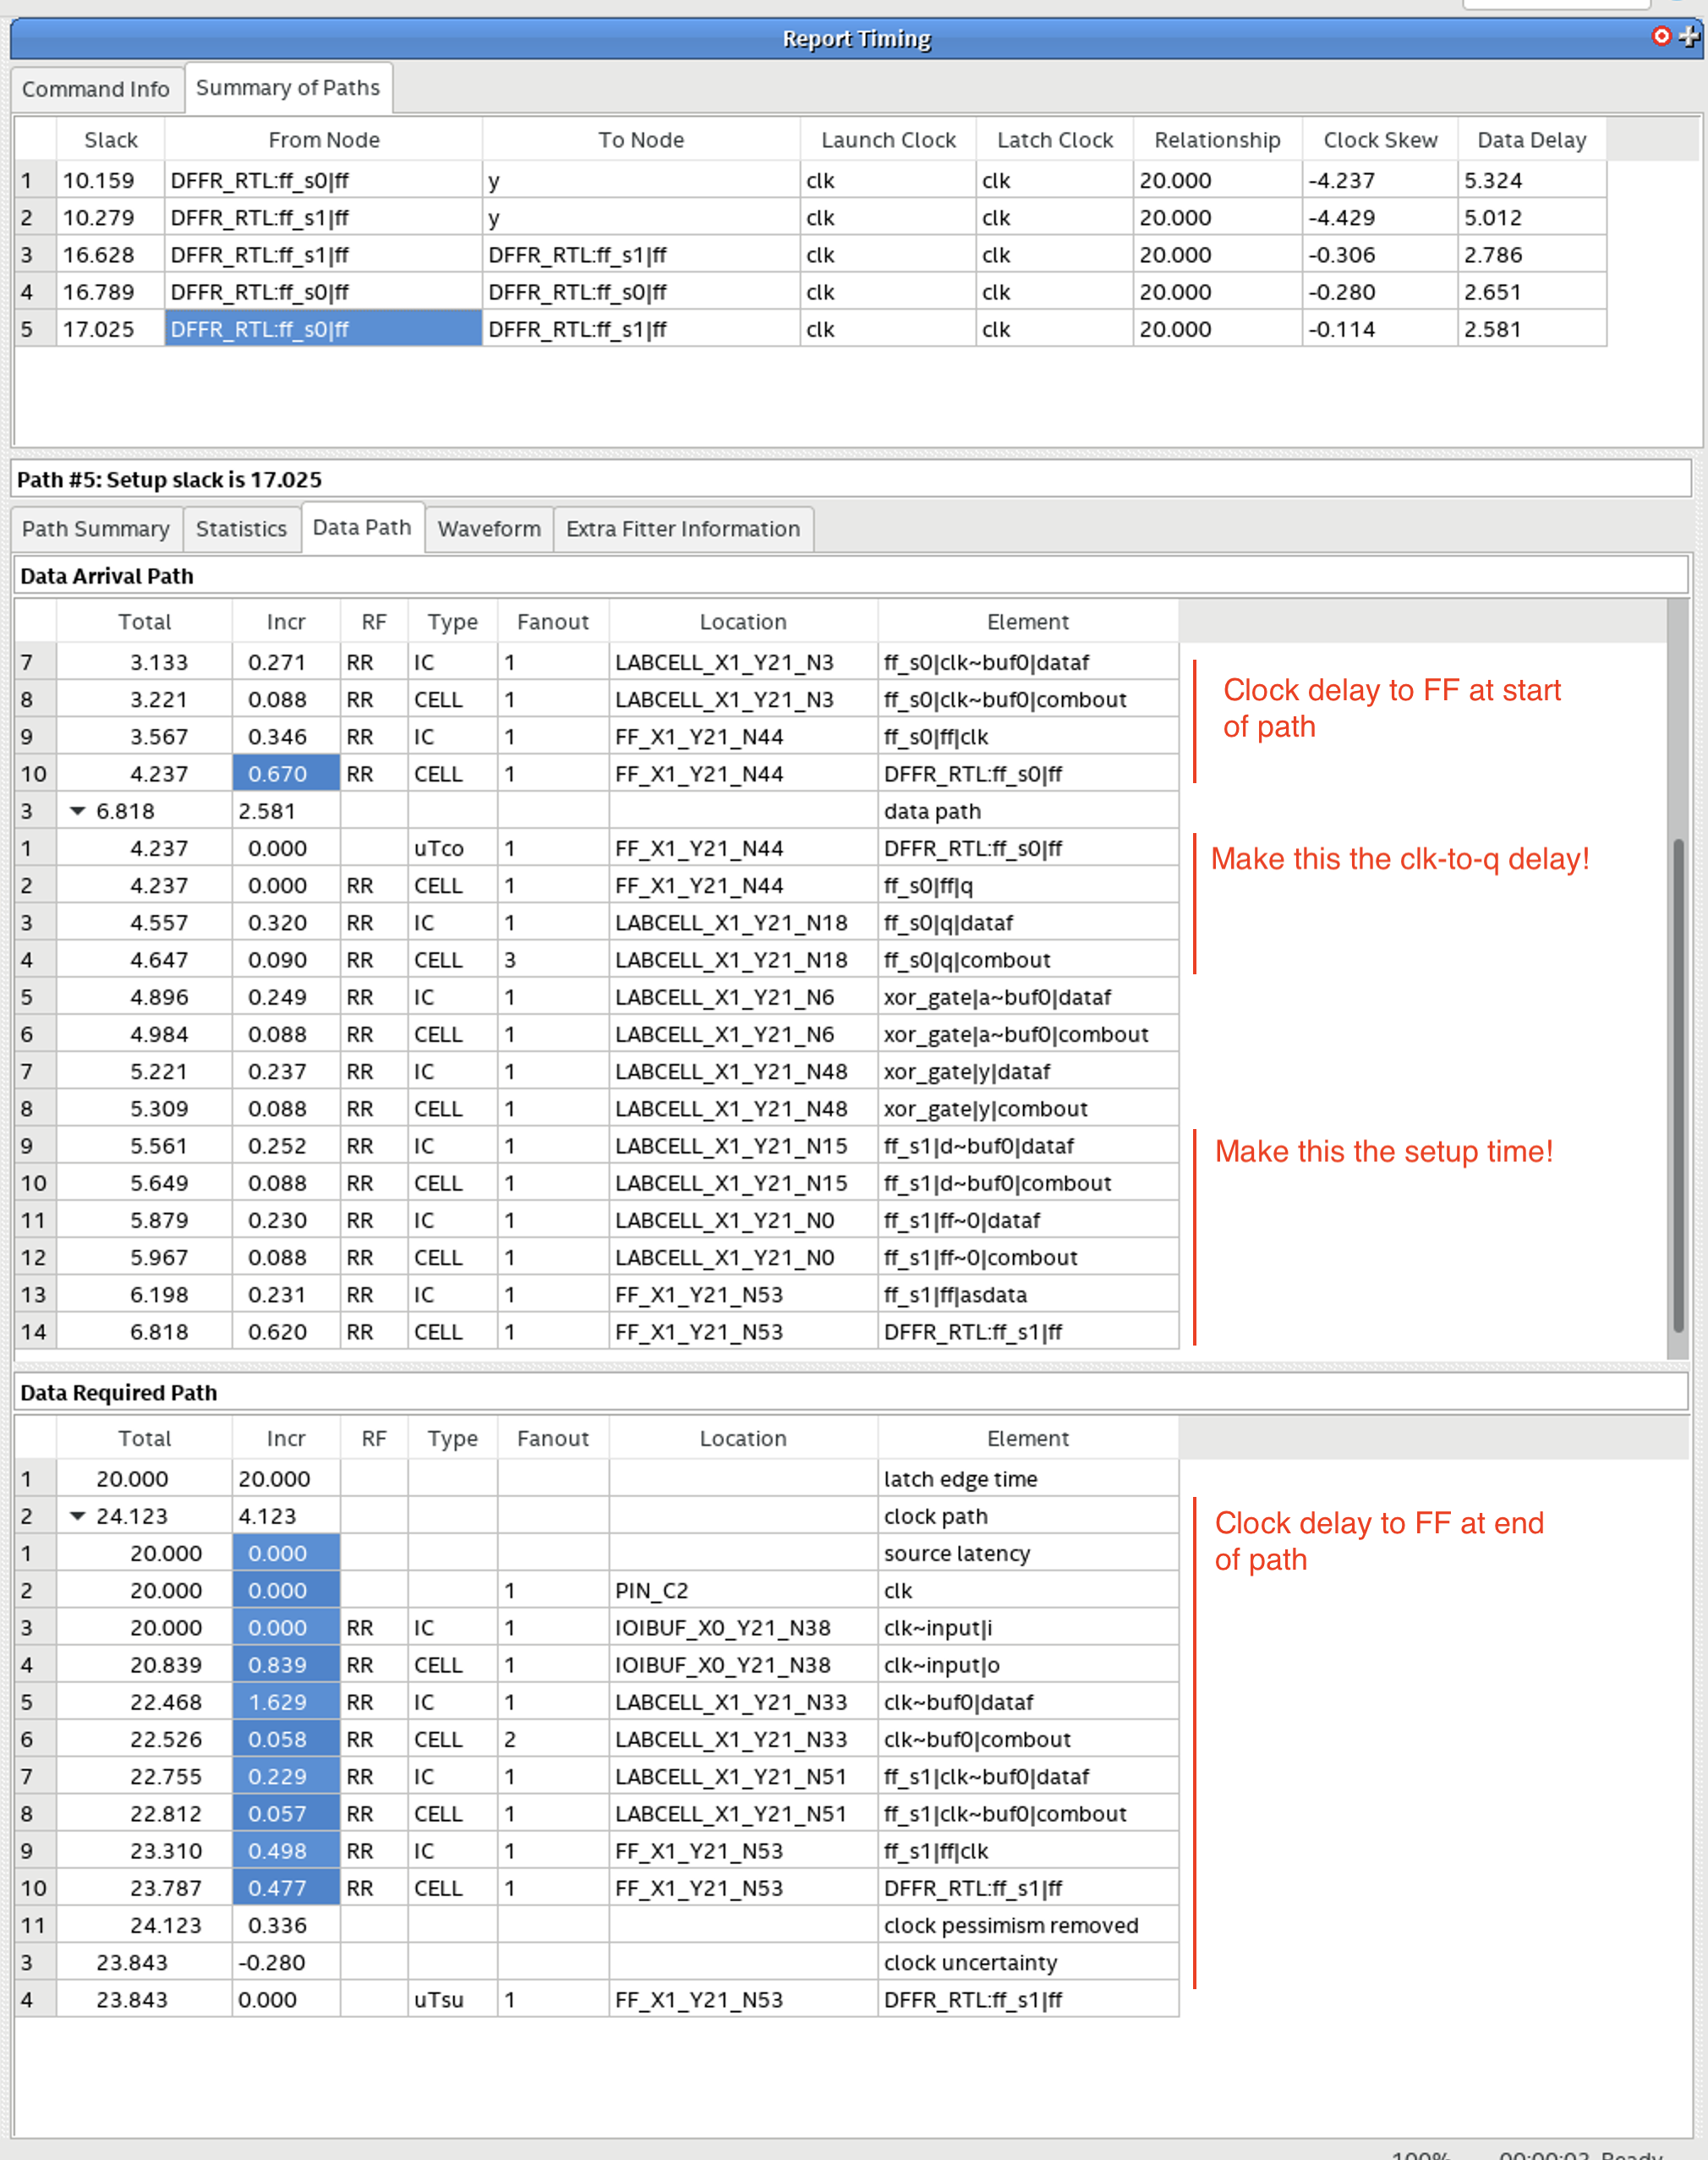 Report Timing
Command Info Summary of Paths
Slack From Node To Node Launch Clock Latch Clock Relationship Clock Skew Data Delay
1 10.159 DFFR_RTL:ff_s0|ff y clk clk 20.000 -4.237 5.324
2 10.279 DFFR_RTL:ff_s1|ff y clk clk 20.000 -4.429 5.012
3 16.628 DFFR_RTL:ff_s1|ff DFFR_RTL:ff_s1|ff clk clk 20.000 -0.306 2.786
4 16.789 DFFR_RTL:ff_s0|ff DFFR_RTL:ff_s0|ff clk clk 20.000 -0.280 2.651
5 17.025 DFFR_RTL:ff_s0|ff DFFR_RTL:ff_s1|ff clk clk 20.000 -0.114 2.581
Path #5: Setup slack is 17.025
Path Summary Statistics Data Path Waveform Extra Fitter Information
Data Arrival Path
Total Incr RF Type Fanout Location Element
7 3.133 0.271 RR IC 1 LABCELL_X1_Y21_N3 ff_s0|clk~buf0|dataf
8 3.221 0.088 RR CELL 1 LABCELL_X1_Y21_N3 ff_s0|clk~buf0|combout
9 3.567 0.346 RR IC 1 FF_X1_Y21_N44 ff_s0|ff|clk
10 4.237 0.670 RR CELL 1 FF_X1_Y21_N44 DFFR_RTL:ff_s0|ff
Clock delay to FF at start
of path
3 6.818 2.581 data path
1 4.237 0.000 uTco 1 FF_X1_Y21_N44 DFFR_RTL:ff_s0|ff
2 4.237 0.000 RR CELL 1 FF_X1_Y21_N44 ff_s0|ff|q
3 4.557 0.320 RR IC 1 LABCELL_X1_Y21_N18 ff_s0|q|dataf
4 4.647 0.090 RR CELL 3 LABCELL_X1_Y21_N18 ff_s0|q|combout
Make this the clk-to-q delay!
5 4.896 0.249 RR IC 1 LABCELL_X1_Y21_N6 xor_gate|a~buf0|dataf
6 4.984 0.088 RR CELL 1 LABCELL_X1_Y21_N6 xor_gate|a~buf0|combout
7 5.221 0.237 RR IC 1 LABCELL_X1_Y21_N48 xor_gate|y|dataf
8 5.309 0.088 RR CELL 1 LABCELL_X1_Y21_N48 xor_gate|y|combout
9 5.561 0.252 RR IC 1 LABCELL_X1_Y21_N15 ff_s1|d~buf0|dataf
10 5.649 0.088 RR CELL 1 LABCELL_X1_Y21_N15 ff_s1|d~buf0|combout
11 5.879 0.230 RR IC 1 LABCELL_X1_Y21_N0 ff_s1|ff~0|dataf
12 5.967 0.088 RR CELL 1 LABCELL_X1_Y21_N0 ff_s1|ff~0|combout
13 6.198 0.231 RR IC 1 FF_X1_Y21_N53 ff_s1|ff|asdata
14 6.818 0.620 RR CELL 1 FF_X1_Y21_N53 DFFR_RTL:ff_s1|ff
Make this the setup time!
Data Required Path
Total Incr RF Type Fanout Location Element
1 20.000 20.000 latch edge time
2 24.123 4.123 clock path
1 20.000 0.000 source latency
2 20.000 0.000 1 PIN_C2 clk
3 20.000 0.000 RR IC 1 IOIBUF_X0_Y21_N38 clk~input|i
4 20.839 0.839 RR CELL 1 IOIBUF_X0_Y21_N38 clk~input|o
5 22.468 1.629 RR IC 1 LABCELL_X1_Y21_N33 clk~buf0|dataf
6 22.526 0.058 RR CELL 2 LABCELL_X1_Y21_N33 clk~buf0|combout
7 22.755 0.229 RR IC 1 LABCELL_X1_Y21_N51 ff_s1|clk~buf0|dataf
8 22.812 0.057 RR CELL 1 LABCELL_X1_Y21_N51 ff_s1|clk~buf0|combout
9 23.310 0.498 RR IC 1 FF_X1_Y21_N53 ff_s1|ff|clk
10 23.787 0.477 RR CELL 1 FF_X1_Y21_N53 DFFR_RTL:ff_s1|ff
11 24.123 0.336 clock pessimism removed
3 23.843 -0.280 clock uncertainty
4 23.843 0.000 uTsu 1 FF_X1_Y21_N53 DFFR_RTL:ff_s1|ff
Clock delay to FF at end
of path
100% 00:00:03 Ready